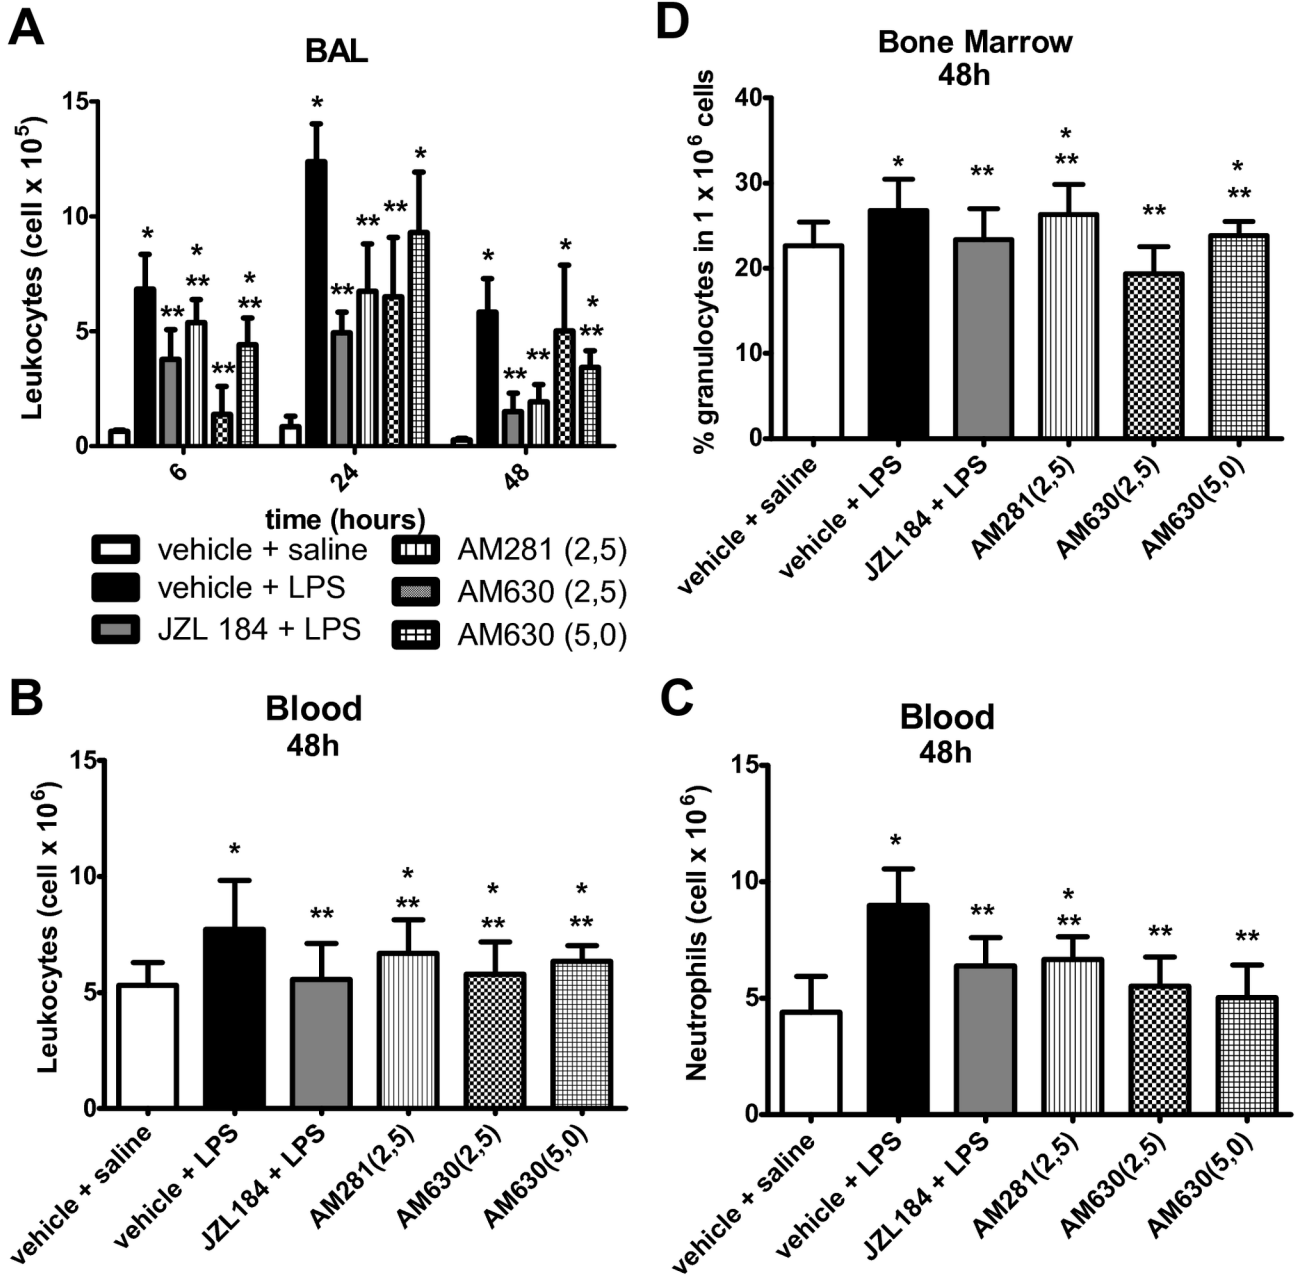 A
BAL
Leukocytes (cell x 10⁵)
15
10
5
0
* * ** * ** ** * **
* ** ** ** *
* ** ** * * **
6 24 48
time (hours)
vehicle + saline
vehicle + LPS
JZL 184 + LPS
AM281 (2,5)
AM630 (2,5)
AM630 (5,0)
D
Bone Marrow
48h
% granulocytes in 1 x 10⁶ cells
40
30
20
10
0
* ** * ** ** * **
vehicle + saline
vehicle + LPS
JZL184 + LPS
AM281(2,5)
AM630(2,5)
AM630(5,0)
B
Blood
48h
Leukocytes (cell x 10⁶)
15
10
5
0
* ** * ** * ** * **
vehicle + saline
vehicle + LPS
JZL184 + LPS
AM281(2,5)
AM630(2,5)
AM630(5,0)
C
Blood
48h
Neutrophils (cell x 10⁶)
15
10
5
0
* ** * ** ** **
vehicle + saline
vehicle + LPS
JZL184 + LPS
AM281(2,5)
AM630(2,5)
AM630(5,0)